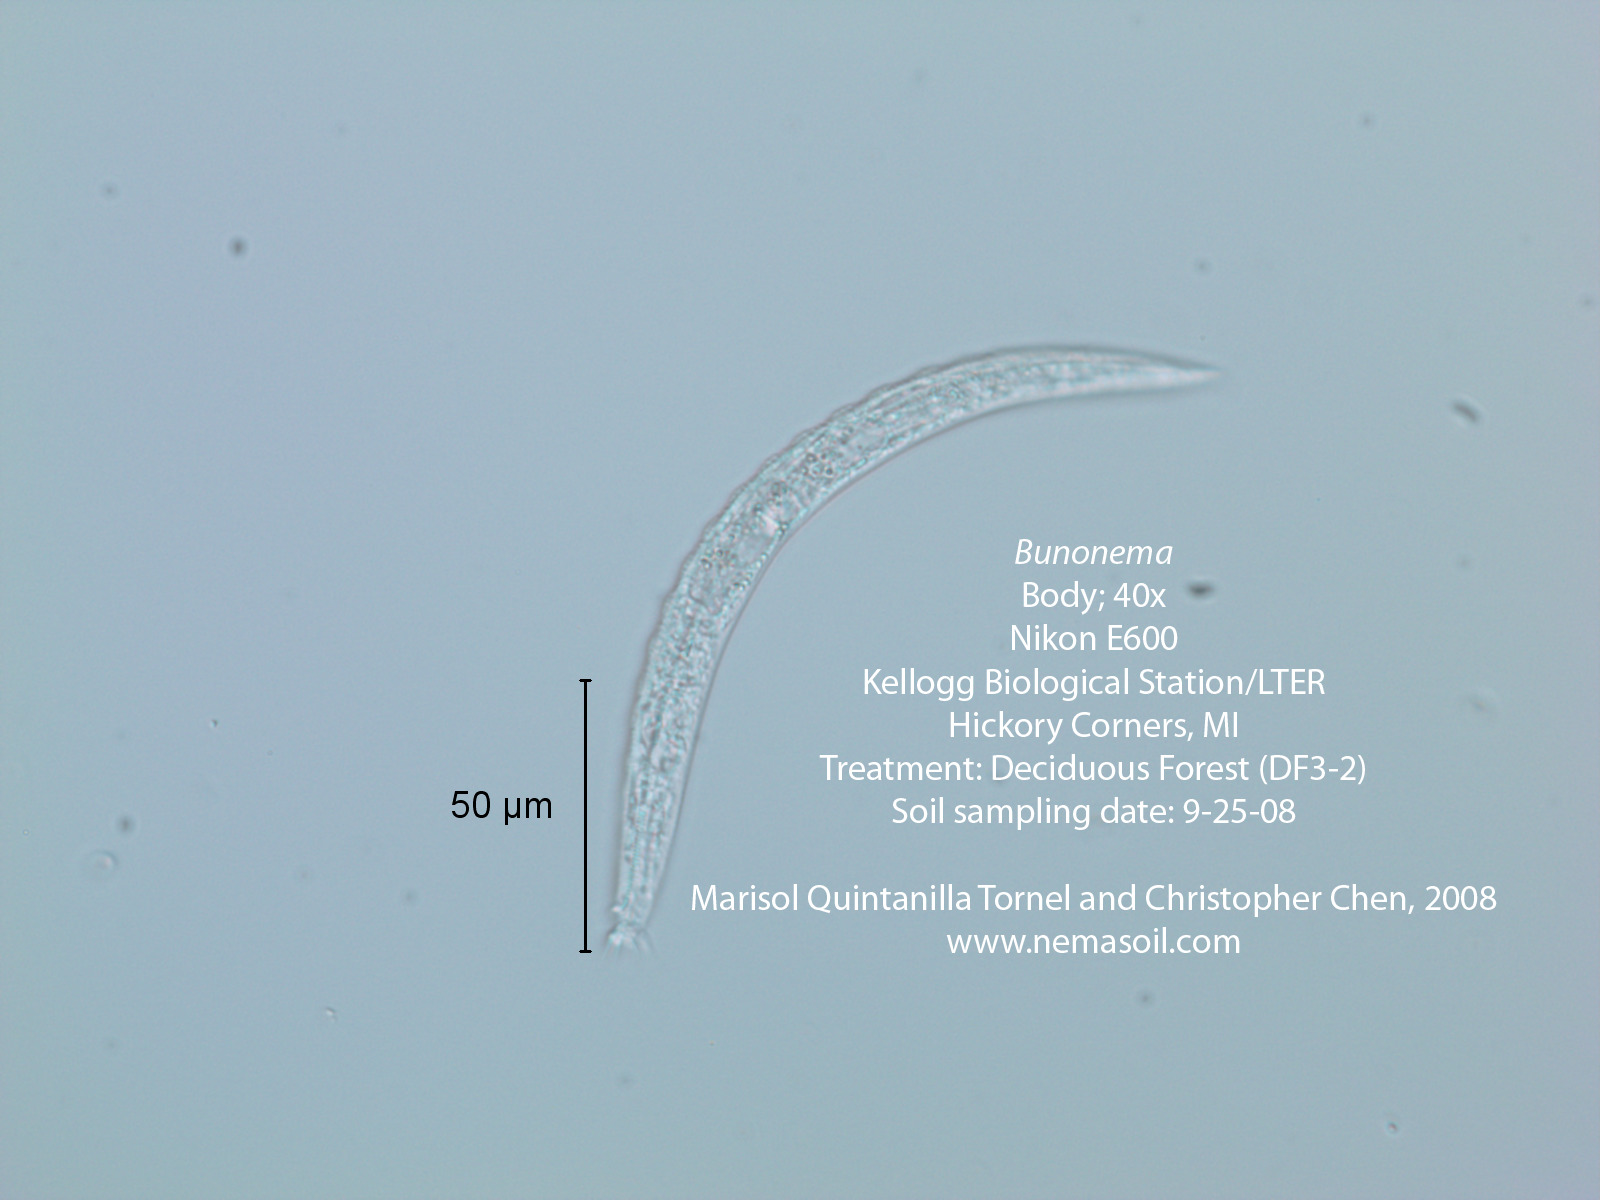 Bunonema
Body; 40x
Nikon E600
Kellogg Biological Station/LTER
Hickory Corners, MI
Treatment: Deciduous Forest (DF3-2)
Soil sampling date: 9-25-08
50 µm
Marisol Quintanilla Tornel and Christopher Chen, 2008
www.nemasoil.com